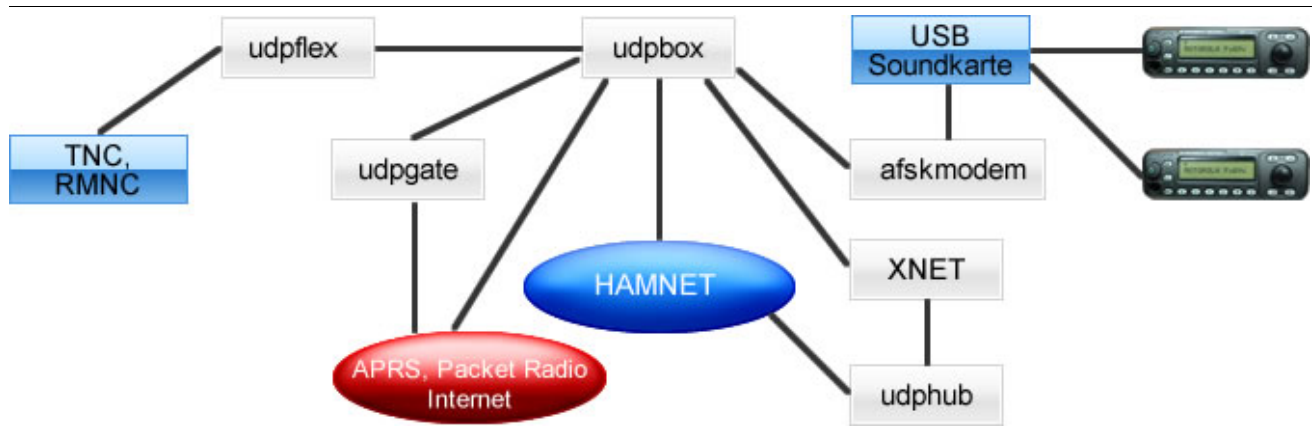 udpflex
udpbox
USB
Soundkarte
TNC,
RMNC
udpgate
afskmodem
HAMNET
XNET
APRS, Packet Radio
Internet
udphub